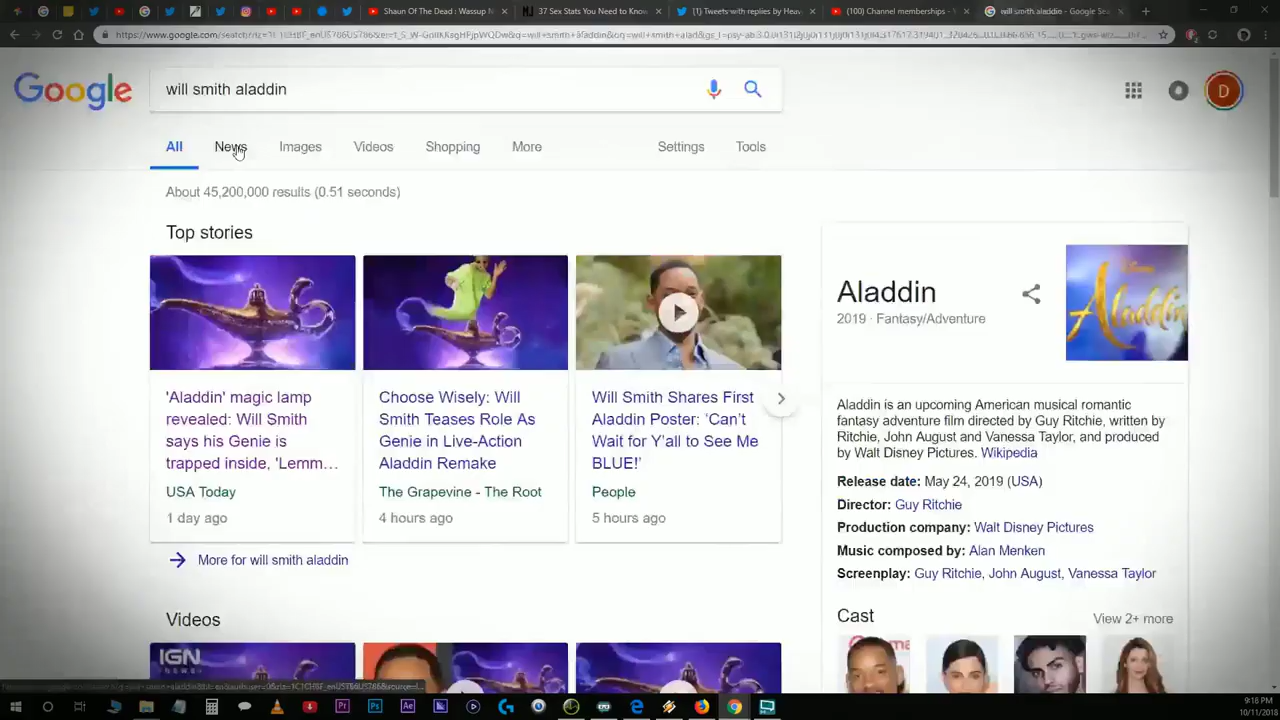 Shaun Of The Dead : Wassup N
37 Sex Stats You Need to Know
(1) Tweets with replies by Hea
(100) Channel memberships - Y
will smith aladdin - Google Sea
Google
will smith aladdin
D
All
News
Images
Videos
Shopping
More
Settings
Tools
About 45,200,000 results (0.51 seconds)
Top stories
'Aladdin' magic lamp
revealed: Will Smith
says his Genie is
trapped inside, 'Lemm…
USA Today
1 day ago
Choose Wisely: Will
Smith Teases Role As
Genie in Live-Action
Aladdin Remake
The Grapevine - The Root
4 hours ago
Will Smith Shares First
Aladdin Poster: ‘Can’t
Wait for Y’all to See Me
BLUE!’
People
5 hours ago
More for will smith aladdin
Videos
IGN
Aladdin
2019 · Fantasy/Adventure
Disney
Aladdin
Aladdin is an upcoming American musical romantic
fantasy adventure film directed by Guy Ritchie, written by
Ritchie, John August and Vanessa Taylor, and produced
by Walt Disney Pictures. Wikipedia
Release date: May 24, 2019 (USA)
Director: Guy Ritchie
Production company: Walt Disney Pictures
Music composed by: Alan Menken
Screenplay: Guy Ritchie, John August, Vanessa Taylor
Cast
View 2+ more
9:18 PM
10/11/2018